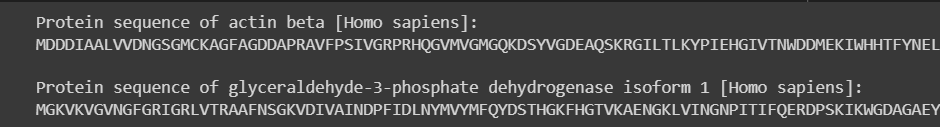 Protein sequence of actin beta [Homo sapiens]:
MDDDIAALVVDNGSGMCKAGFAGDDAPRAVFPSIVGRPRHQGVMVGMGQKDSYVGDEAQSKRGILTLKYPIEHGIVTNWDDMEKIWHHTFYNEL
Protein sequence of glyceraldehyde-3-phosphate dehydrogenase isoform 1 [Homo sapiens]:
MGKVKVGVNGFGRIGRLVTRAAFNSGKVDIVAINDPFIDLNYMVYMFQYDSTHGKFHGTVKAENGKLVINGNPITIFQERDPSKIKWGDAGAEY